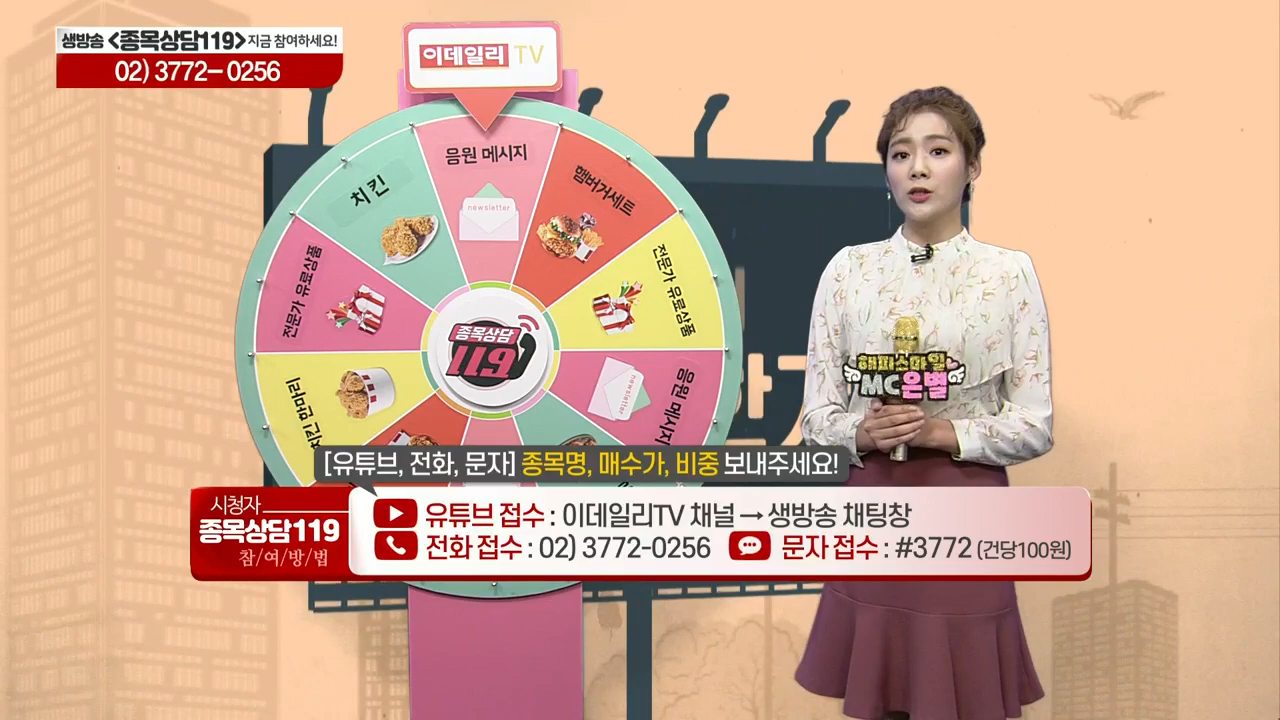 생방송 <종목상담119> 지금 참여하세요!
02) 3772-0256
이데일리 TV
응원 메시지
newsletter
치킨
햄버거세트
전문가 유료상품
전문가 유료상품
종목상담
119
응원 메시지
newsletter
치킨 한마리
해피스마일
MC은별
[유튜브, 전화, 문자] 종목명, 매수가, 비중 보내주세요!
시청자
종목상담119
참/여/방/법
유튜브 접수 : 이데일리TV 채널 → 생방송 채팅창
전화 접수 : 02) 3772-0256
문자 접수 : #3772 (건당100원)